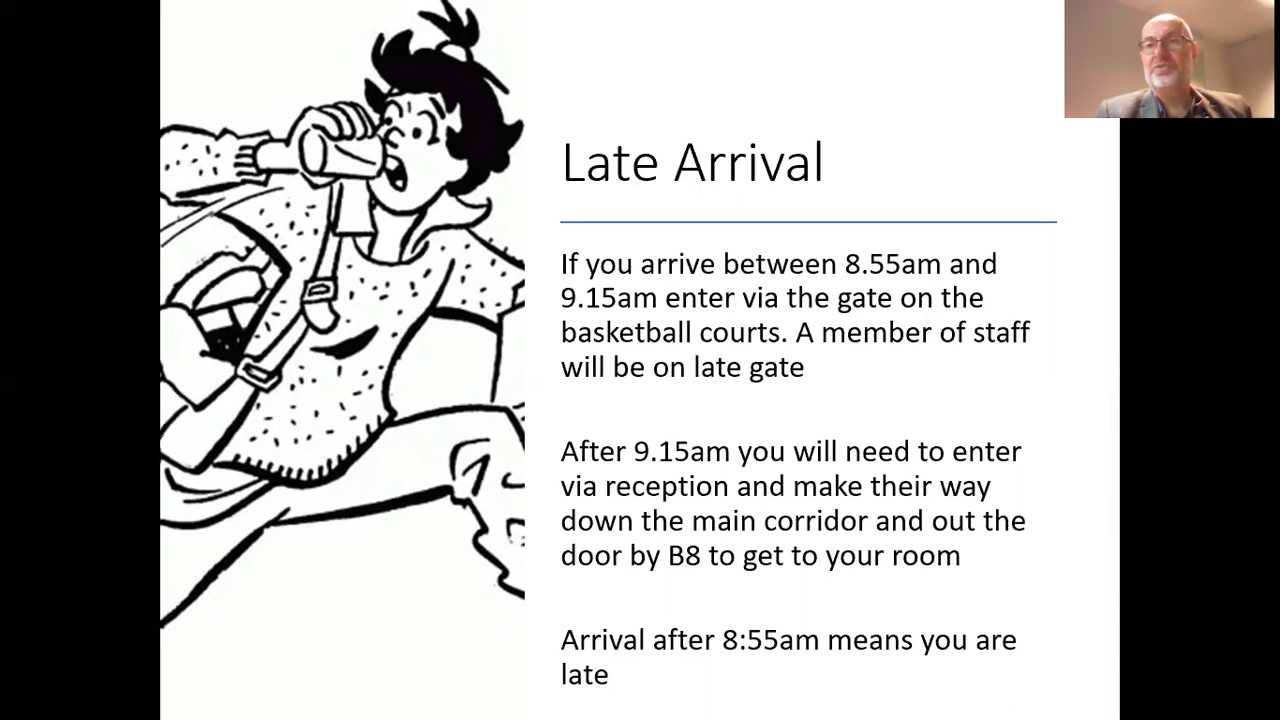 Late Arrival
If you arrive between 8.55am and
9.15am enter via the gate on the
basketball courts. A member of staff
will be on late gate
After 9.15am you will need to enter
via reception and make their way
down the main corridor and out the
door by B8 to get to your room
Arrival after 8:55am means you are
late